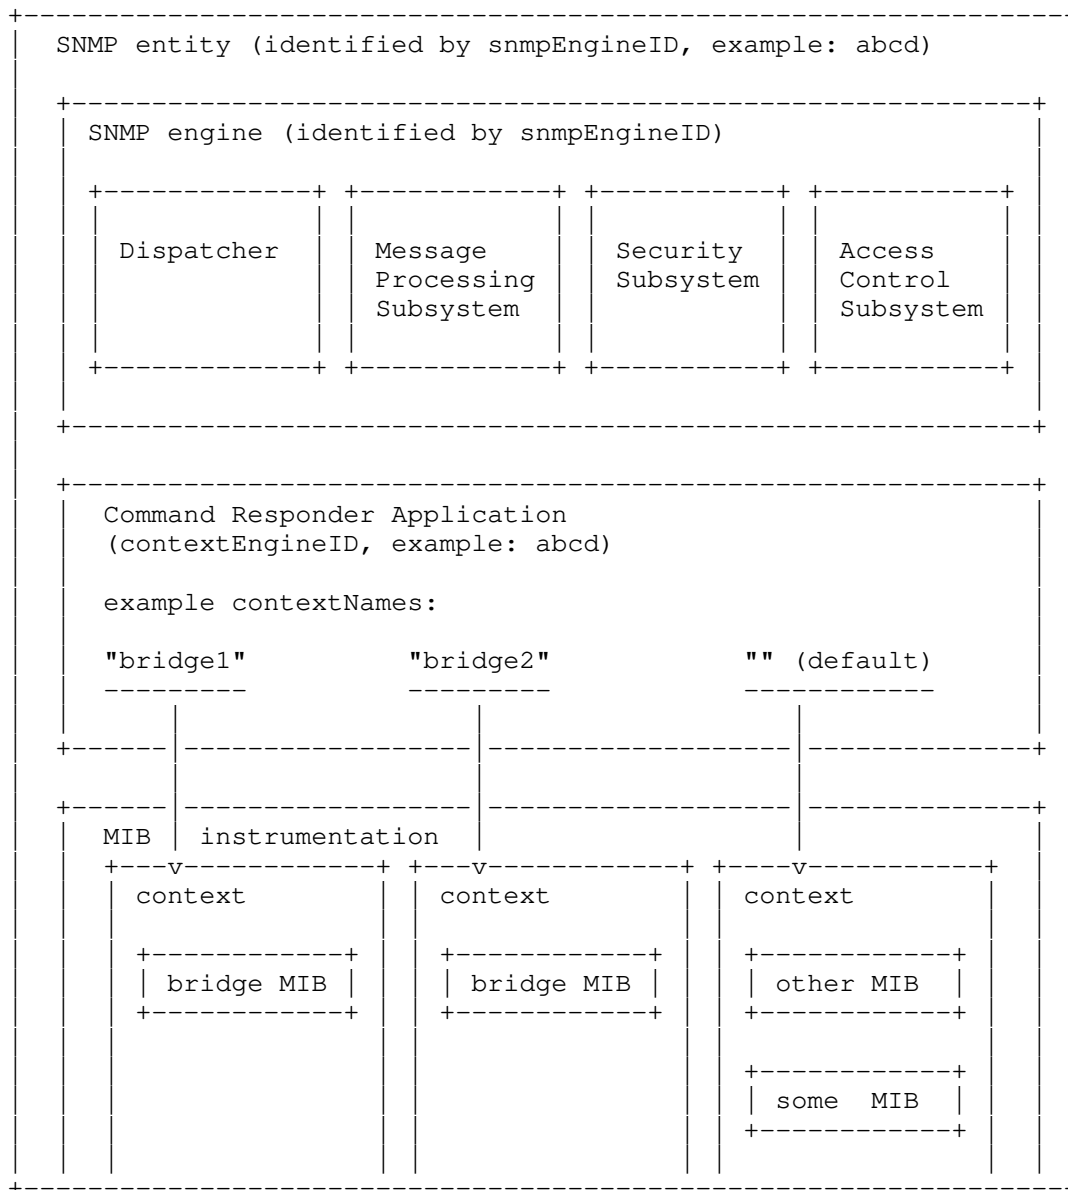 SNMP entity (identified by snmpEngineID, example: abcd)
SNMP engine (identified by snmpEngineID)
Dispatcher Message Security Access
Processing Subsystem Control
Subsystem Subsystem
Command Responder Application
(contextEngineID, example: abcd)
example contextNames:
"bridge1" "bridge2" "" (default)
MIB instrumentation
context context context
bridge MIB bridge MIB other MIB
some MIB